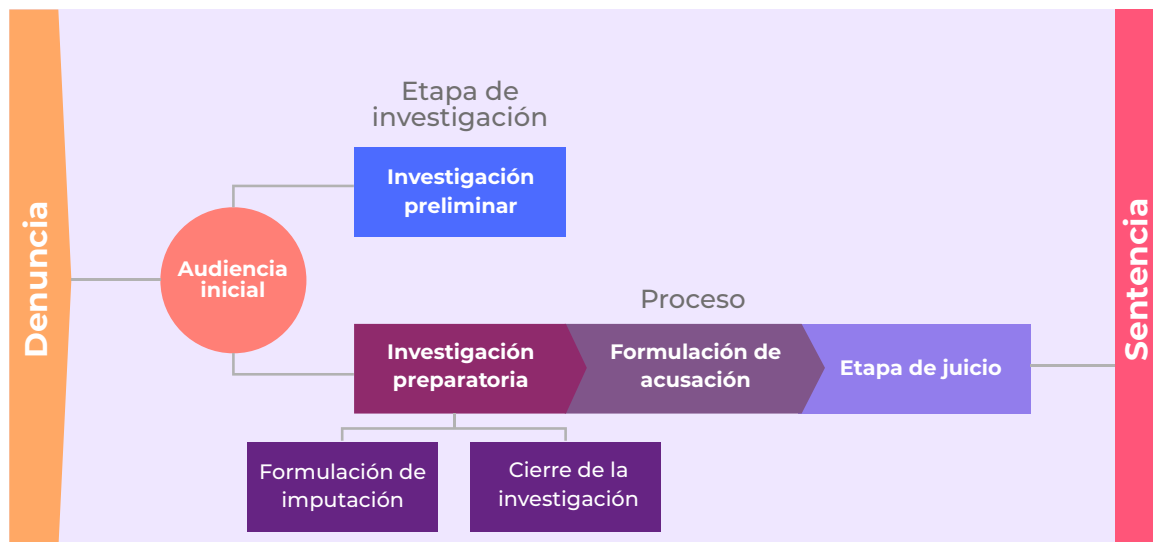 Denuncia
Audiencia
inicial
Etapa de
investigación
Investigación
preliminar
Proceso
Investigación
preparatoria
Formulación de
acusación
Etapa de juicio
Formulación de
imputación
Cierre de la
investigación
Sentencia